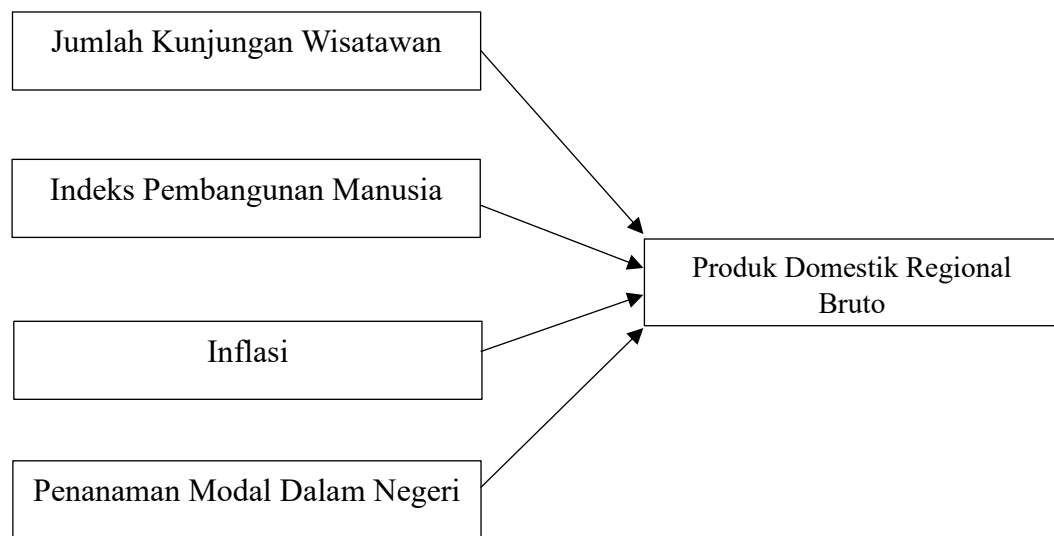 Jumlah Kunjungan Wisatawan
Indeks Pembangunan Manusia
Produk Domestik Regional
Bruto
Inflasi
Penanaman Modal Dalam Negeri